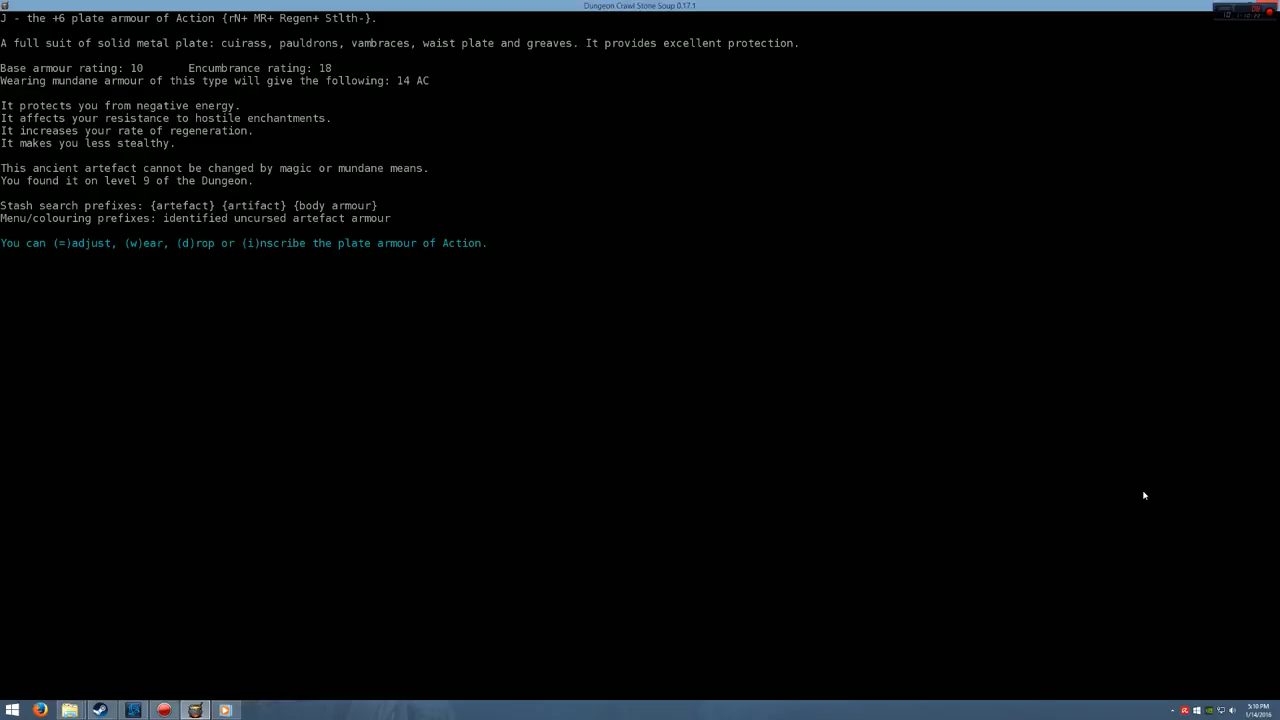 Dungeon Crawl Stone Soup 0.17.1
J - the +6 plate armour of Action {rN+ MR+ Regen+ Stlth-}.
A full suit of solid metal plate: cuirass, pauldrons, vambraces, waist plate and greaves. It provides excellent protection.
Base armour rating: 10 Encumbrance rating: 18
Wearing mundane armour of this type will give the following: 14 AC
It protects you from negative energy.
It affects your resistance to hostile enchantments.
It increases your rate of regeneration.
It makes you less stealthy.
This ancient artefact cannot be changed by magic or mundane means.
You found it on level 9 of the Dungeon.
Stash search prefixes: {artefact} {artifact} {body armour}
Menu/colouring prefixes: identified uncursed artefact armour
You can (=)adjust, (w)ear, (d)rop or (i)nscribe the plate armour of Action.
5:10 PM
1/14/2016